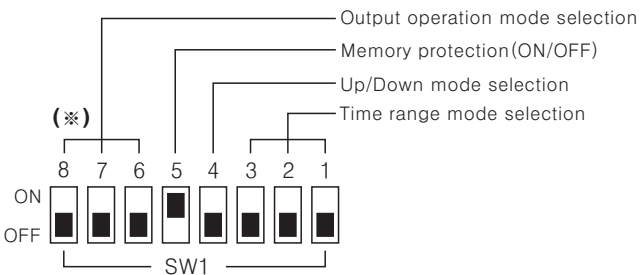 Output operation mode selection
Memory protection(ON/OFF)
Up/Down mode selection
Time range mode selection
(※)
8 7 6 5 4 3 2 1
ON
OFF
SW1